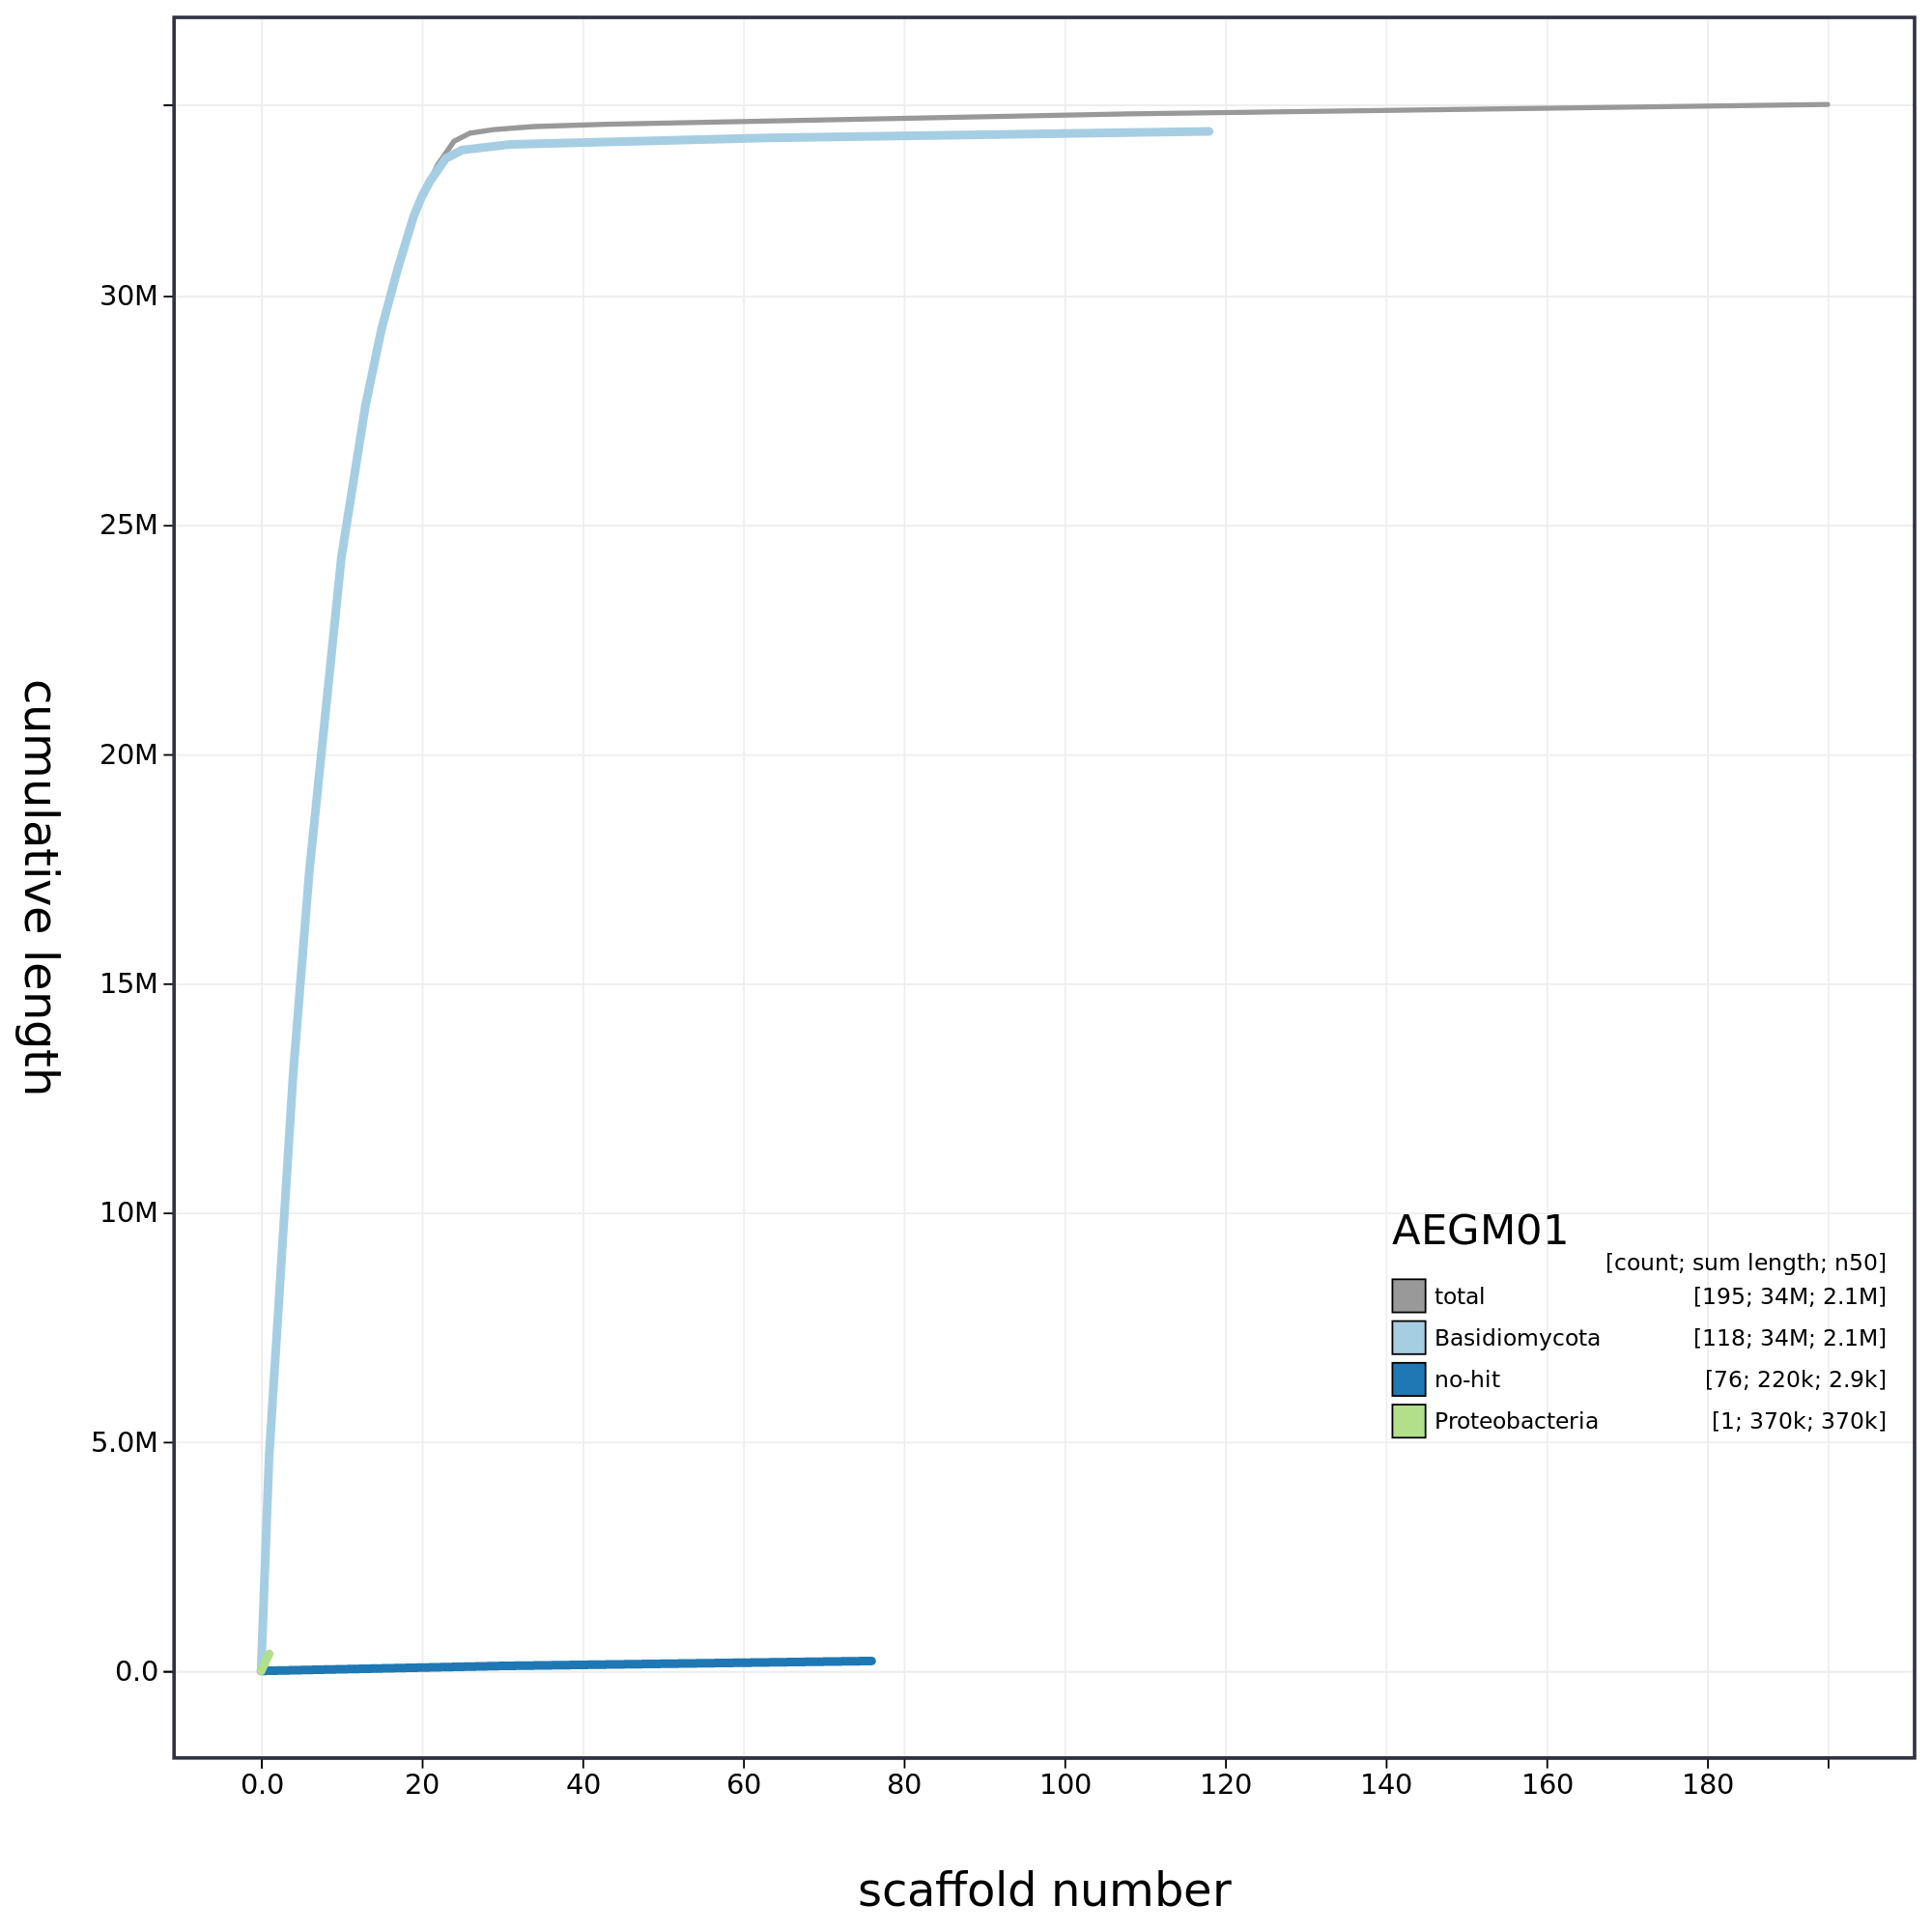 cumulative length
30M
25M
20M
15M
10M
5.0M
0.0
AEGM01
[count; sum length; n50]
total [195; 34M; 2.1M]
Basidiomycota [118; 34M; 2.1M]
no-hit [76; 220k; 2.9k]
Proteobacteria [1; 370k; 370k]
0.0 20 40 60 80 100 120 140 160 180
scaffold number